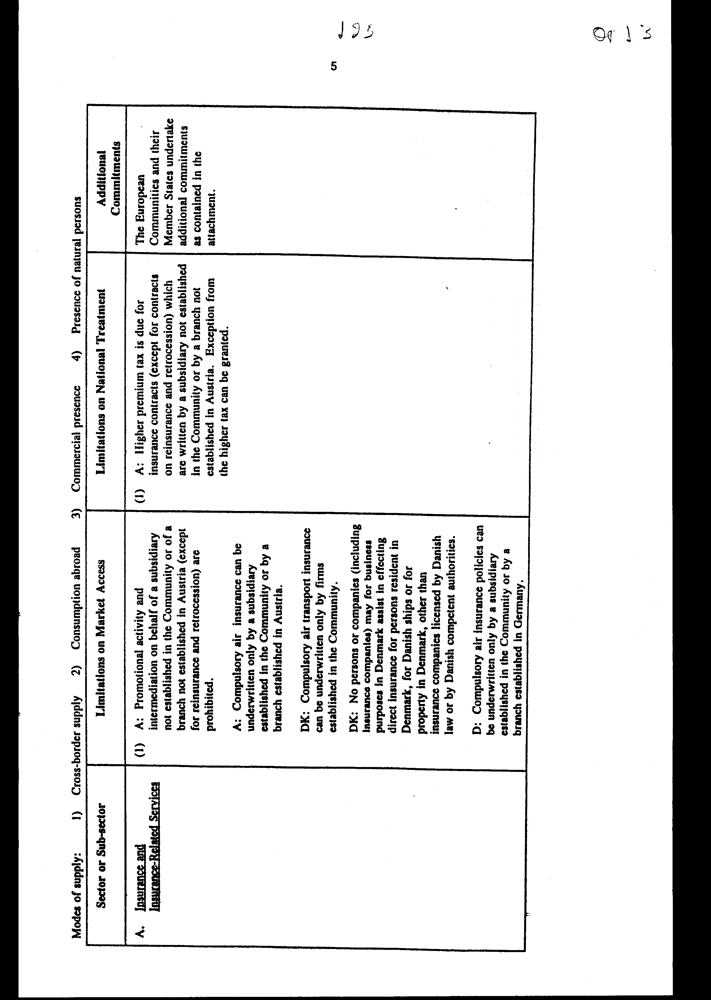 193
Or 13
5
Modes of supply: 1) Cross-border supply 2) Consumption abroad 3) Commercial presence 4) Presence of natural persons
Sector or Sub-sector
Limitations on Market Access
Limitations on National Treatment
Additional
Commitments
A. Insurance and
Insurance-Related Services
(1) A: Promotional activity and
intermediation on behalf of a subsidiary
not established in the Community or of a
branch not established in Austria (except
for reinsurance and retrocession) are
prohibited.
A: Compulsory air insurance can be
underwritten only by a subsidiary
established in the Community or by a
branch established in Austria.
DK: Compulsory air transport insurance
can be underwritten only by firms
established in the Community.
DK: No persons or companies (including
insurance companies) may for business
purposes in Denmark assist in effecting
direct insurance for persons resident in
Denmark, for Danish ships or for
property in Denmark, other than
insurance companies licensed by Danish
law or by Danish competent authorities.
D: Compulsory air insurance policies can
be underwritten only by a subsidiary
established in the Community or by a
branch established in Germany.
(1) A: Higher premium tax is due for
insurance contracts (except for contracts
on reinsurance and retrocession) which
are written by a subsidiary not established
in the Community or by a branch not
established in Austria. Exception from
the higher tax can be granted.
The European
Communities and their
Member States undertake
additional commitments
as contained in the
attachment.